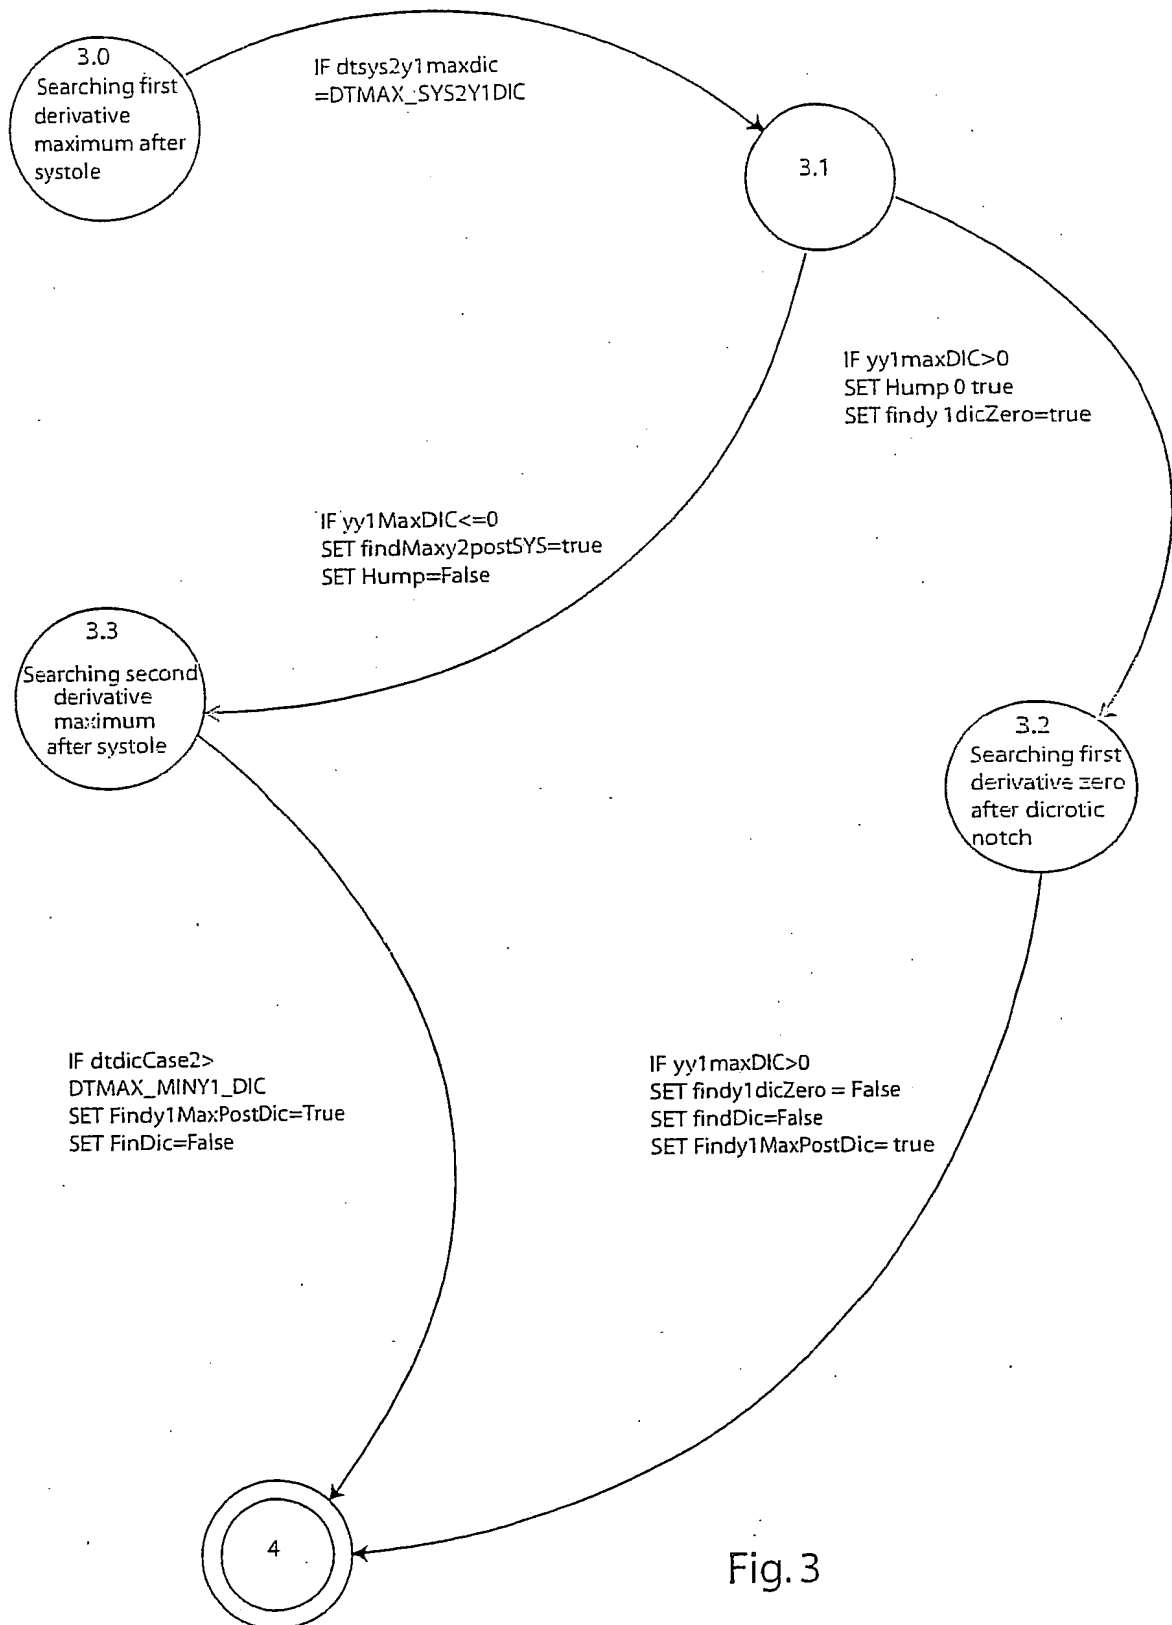 3.0
Searching first
derivative
maximum after
systole
IF dtsys2y1maxdic
=DTMAX_SYS2Y1DIC
3.1
IF yy1maxDIC>0
SET Hump 0 true
SET findy 1dicZero=true
IF yy1MaxDIC<=0
SET findMaxy2postSYS=true
SET Hump=False
3.3
Searching second
derivative
maximum
after systole
3.2
Searching first
derivative zero
after dicrotic
notch
IF dtdicCase2>
DTMAX_MINY1_DIC
SET Findy1MaxPostDic=True
SET FinDic=False
IF yy1maxDIC>0
SET findy1dicZero = False
SET findDic=False
SET Findy1MaxPostDic= true
4
Fig. 3